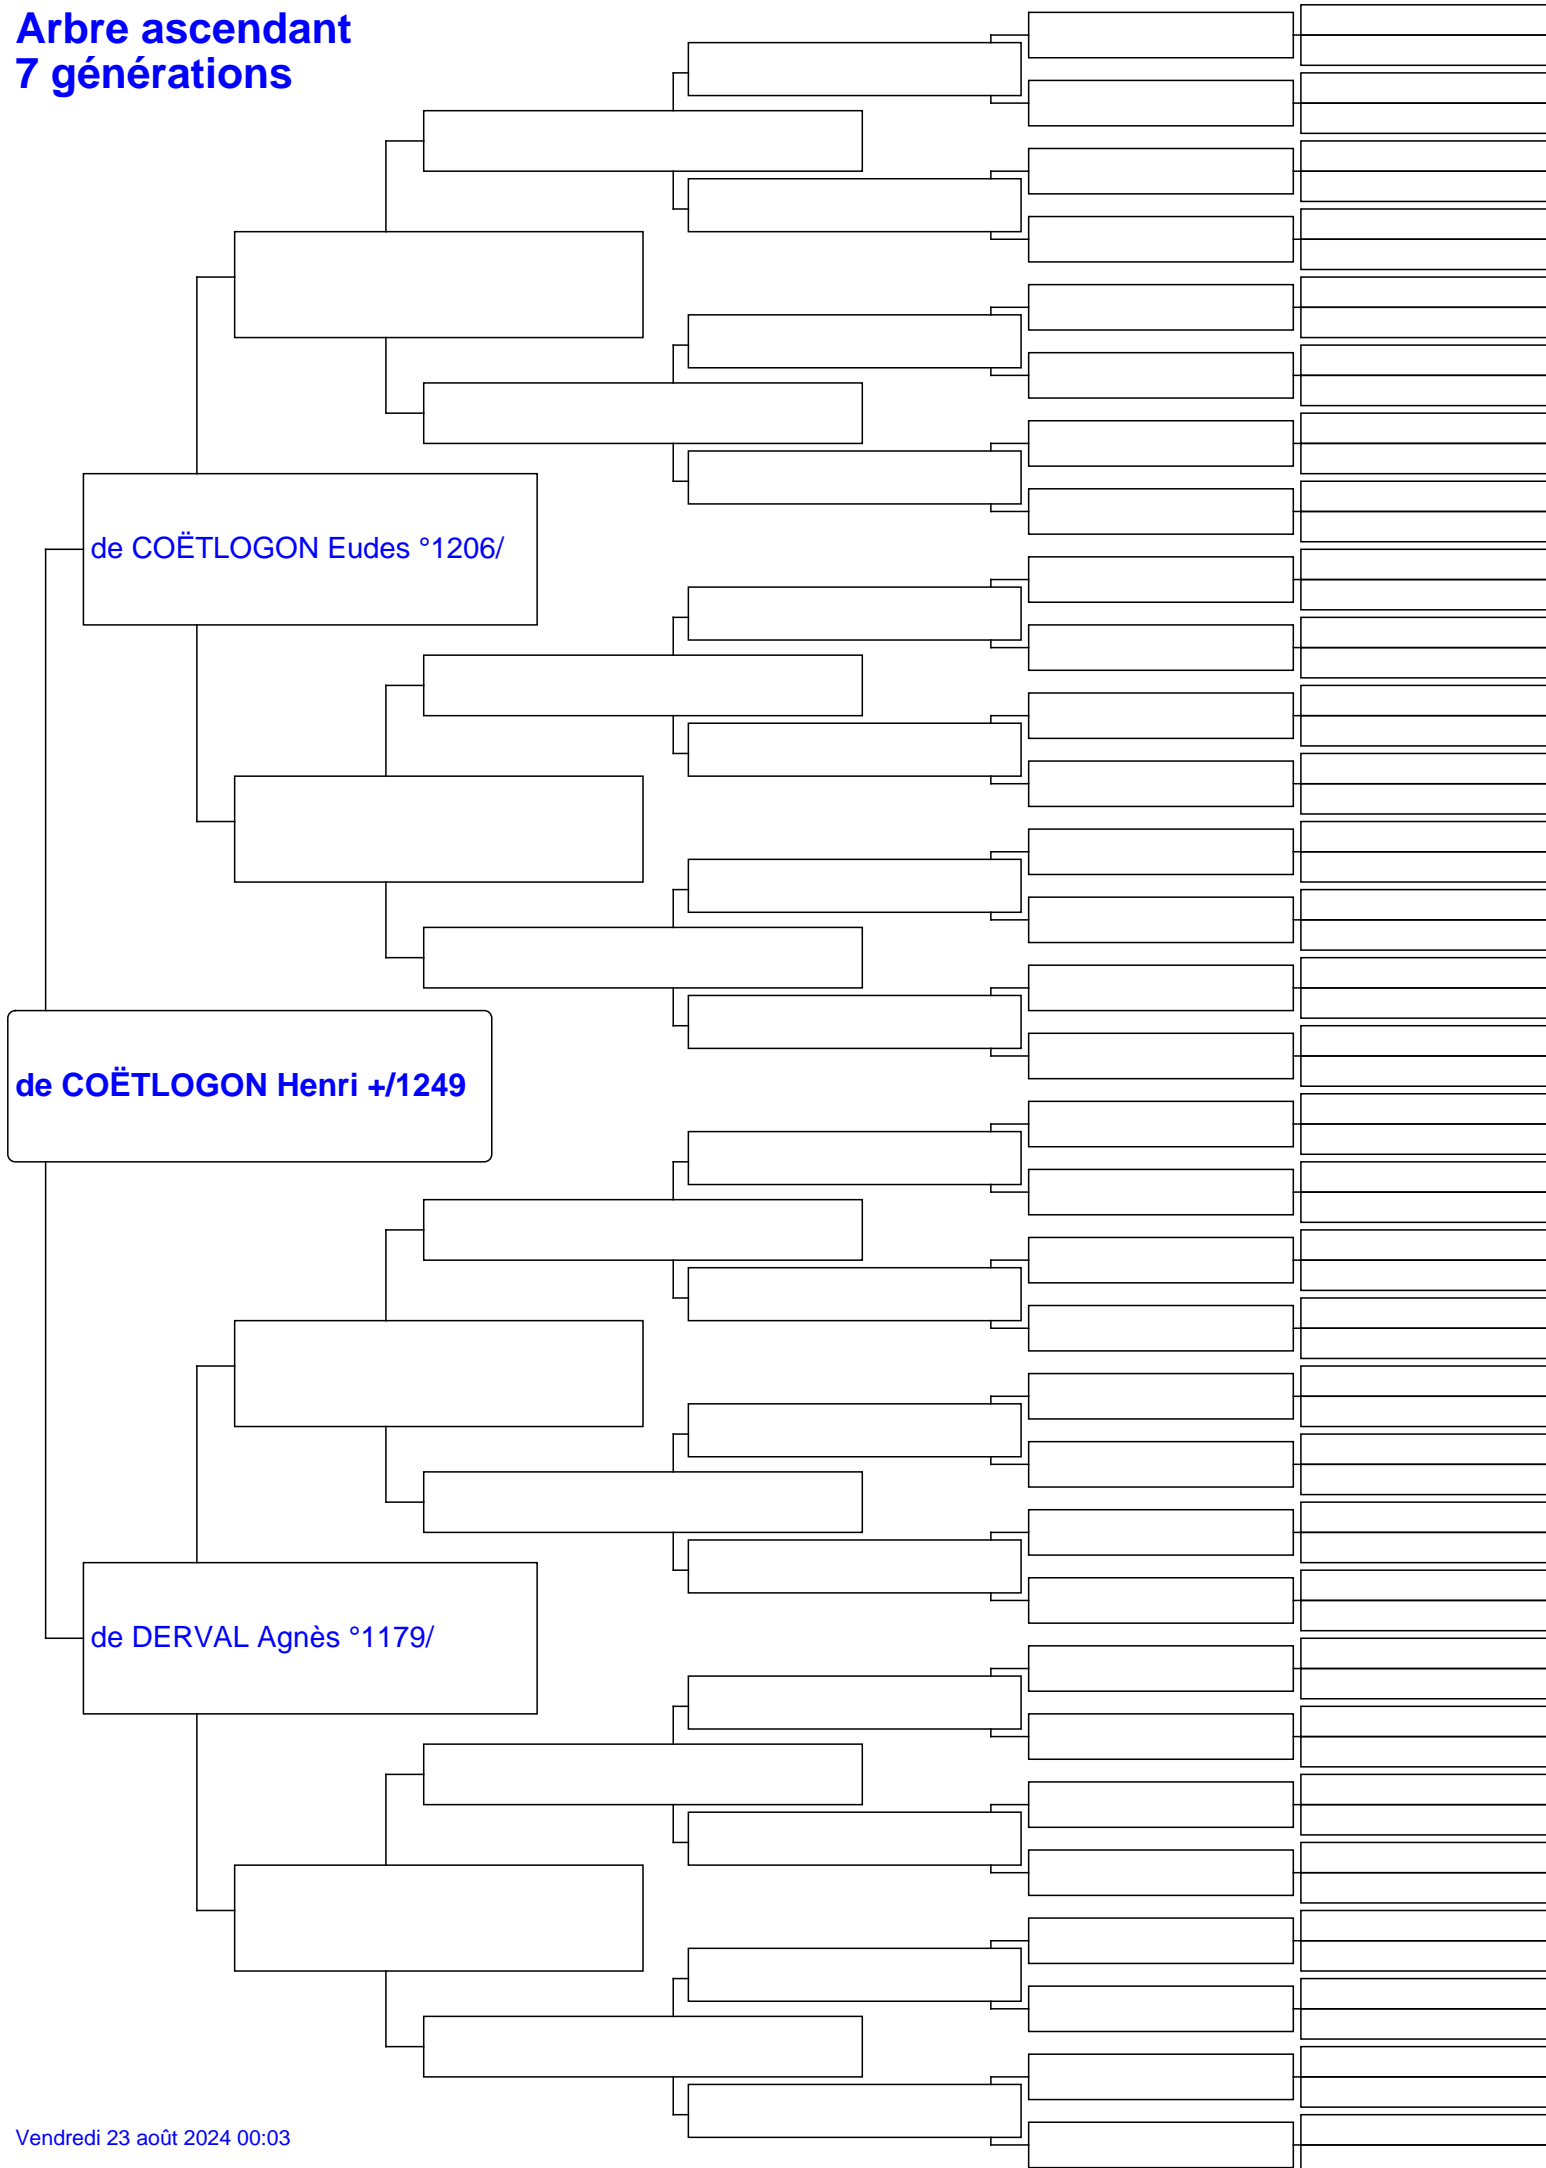 Arbre ascendant
7 générations
de COËTLOGON Eudes °1206/
de COËTLOGON Henri +/1249
de DERVAL Agnès °1179/
Vendredi 23 août 2024 00:03